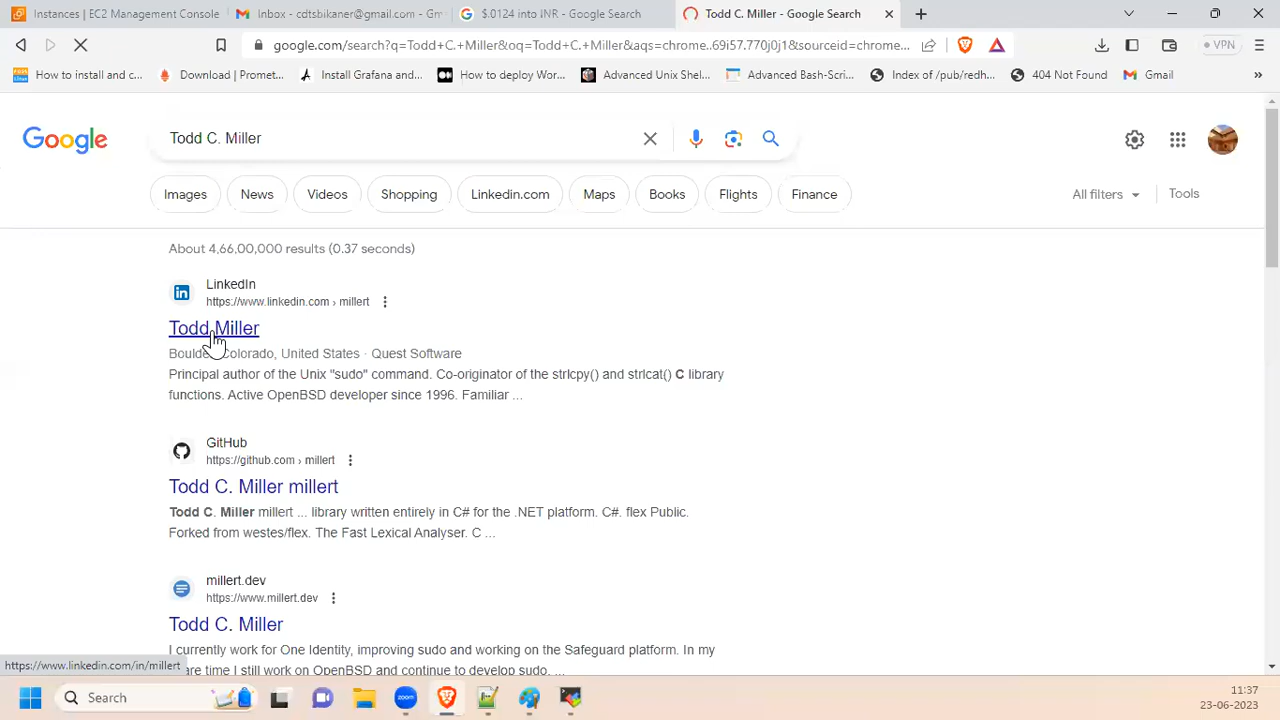 Instances | EC2 Management Console
Inbox - cdtsbikaner@gmail.com - Gm
$.0124 into INR - Google Search
Todd C. Miller - Google Search
google.com/search?q=Todd+C.+Miller&oq=Todd+C.+Miller&aqs=chrome..69i57.770j0j1&sourceid=chrome...
VPN
How to install and c...
Download | Promet...
Install Grafana and...
How to deploy Wor...
Advanced Unix Shel...
Advanced Bash-Scri...
Index of /pub/redh...
404 Not Found
Gmail
»
Google
Todd C. Miller
Images
News
Videos
Shopping
Linkedin.com
Maps
Books
Flights
Finance
All filters
Tools
About 4,66,00,000 results (0.37 seconds)
LinkedIn
https://www.linkedin.com › millert
Todd Miller
Boulder, Colorado, United States · Quest Software
Principal author of the Unix "sudo" command. Co-originator of the strlcpy() and strlcat() C library
functions. Active OpenBSD developer since 1996. Familiar ...
GitHub
https://github.com › millert
Todd C. Miller millert
Todd C. Miller millert ... library written entirely in C# for the .NET platform. C#. flex Public.
Forked from westes/flex. The Fast Lexical Analyser. C ...
millert.dev
https://www.millert.dev
Todd C. Miller
I currently work for One Identity, improving sudo and working on the Safeguard platform. In my
spare time I still work on OpenBSD and continue to develop sudo. ...
https://www.linkedin.com/in/millert
Search
zoom
11:37
23-06-2023